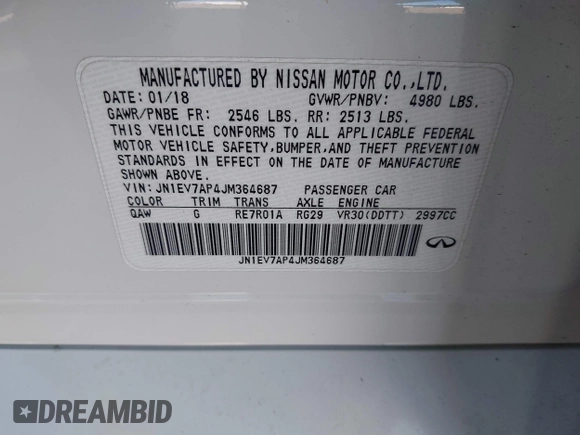 MANUFACTURED BY NISSAN MOTOR CO.,LTD.
DATE: 01/18 GVWR/PNBV: 4980 LBS.
GAWR/PNBE FR: 2546 LBS. RR: 2513 LBS.
THIS VEHICLE CONFORMS TO ALL APPLICABLE FEDERAL
MOTOR VEHICLE SAFETY,BUMPER,AND THEFT PREVENTION
STANDARDS IN EFFECT ON THE DATE OF MANUFACTURE
SHOWN ABOVE.
VIN: JN1EV7AP4JM364687 PASSENGER CAR
COLOR TRIM TRANS AXLE ENGINE
QAW G RE7R01A RG29 VR30(DDTT) 2997CC
JN1EV7AP4JM364687
INFINITI
DREAMBID